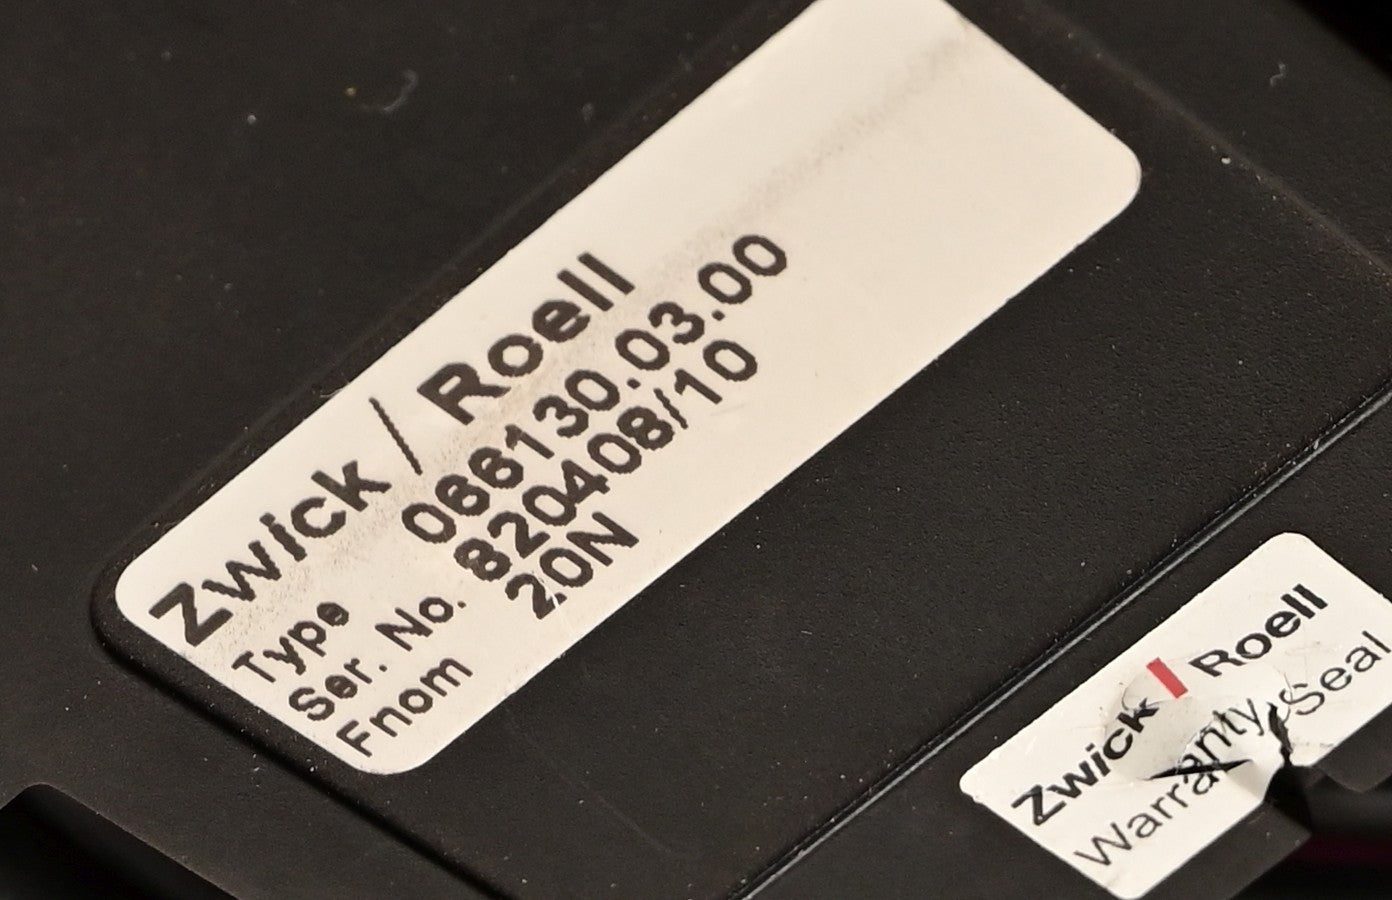 Zwick / Roell
Type 066130.03.00
Ser. No. 820408/10
Fnom 20N
Zwick Roell
Warranty Seal